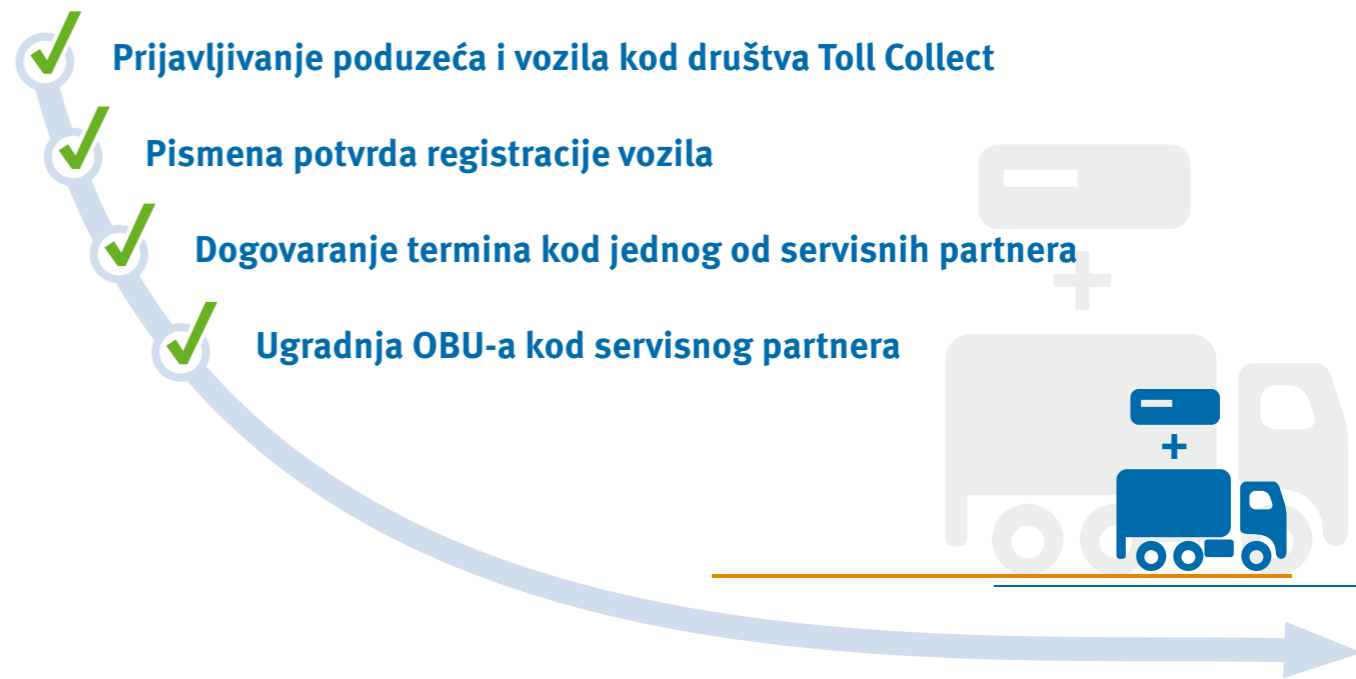 Prijavljivanje poduzeća i vozila kod društva Toll Collect
Pismena potvrda registracije vozila
Dogovaranje termina kod jednog od servisnih partnera
Ugradnja OBU-a kod servisnog partnera